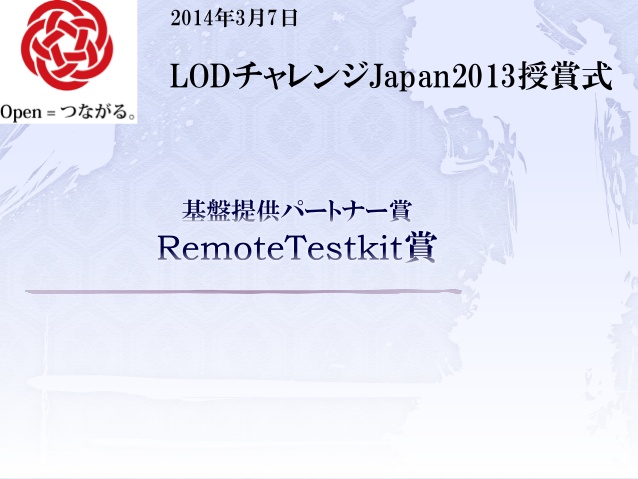 2014年3月7日
LODチャレンジJapan2013授賞式
Open = つながる。
基盤提供パートナー賞
RemoteTestkit賞